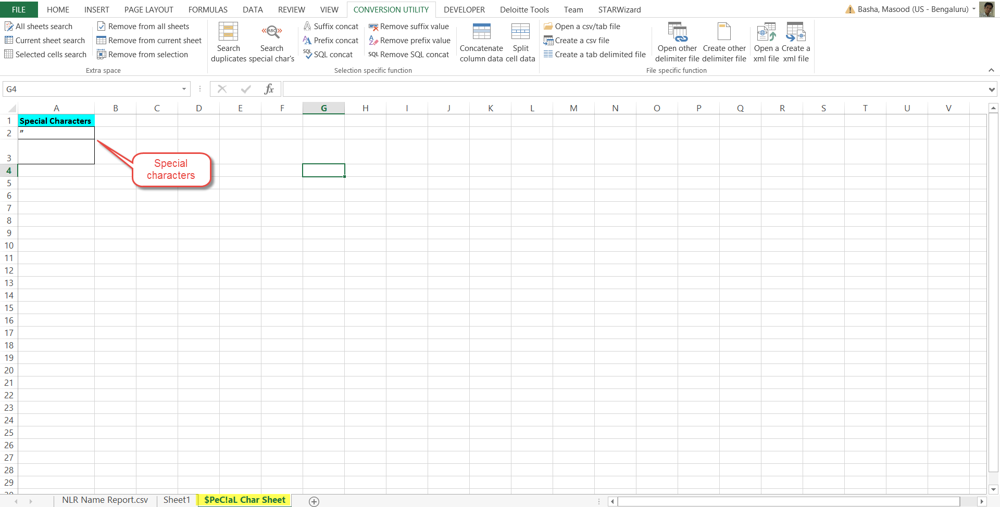 FILE HOME INSERT PAGE LAYOUT FORMULAS DATA REVIEW VIEW CONVERSION UTILITY DEVELOPER Deloitte Tools Team STARWizard Basha, Masood (US - Bengaluru)
All sheets search
Current sheet search
Selected cells search
Remove from all sheets
Remove from current sheet
Remove from selection
Extra space
Search
duplicates
«ABC»
Search
special char's
Suffix concat
Prefix concat
SQL SQL concat
Remove suffix value
Remove prefix value
SQL Remove SQL concat
Concatenate
column data
Split
cell data
Selection specific function
Open a csv/tab file
Create a csv file
Create a tab delimited file
Open other
delimiter file
Create other
delimiter file
Open a
xml file
Create a
xml file
File specific function
G4
fx
A B C D E F G H I J K L M N O P Q R S T U V
1 Special Characters
2 ”
3
Special
characters
4
5
6
7
8
9
10
11
12
13
14
15
16
17
18
19
20
21
22
23
24
25
26
27
28
29
NLR Name Report.csv Sheet1 $PeC!aL Char Sheet